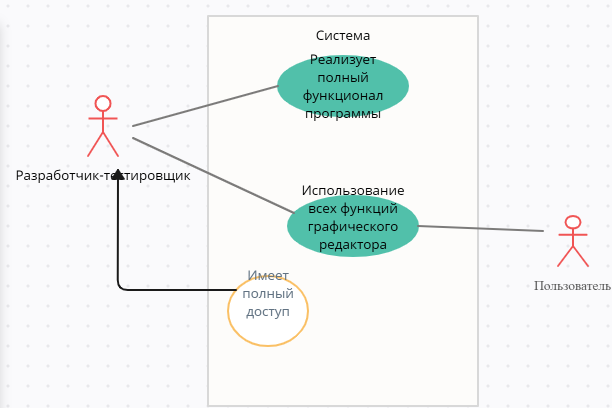 Система
Реализует
полный
функционал
программы
Разработчик-тестировщик
Использование
всех функций
графического
редактора
Имеет
полный
доступ
Пользователь